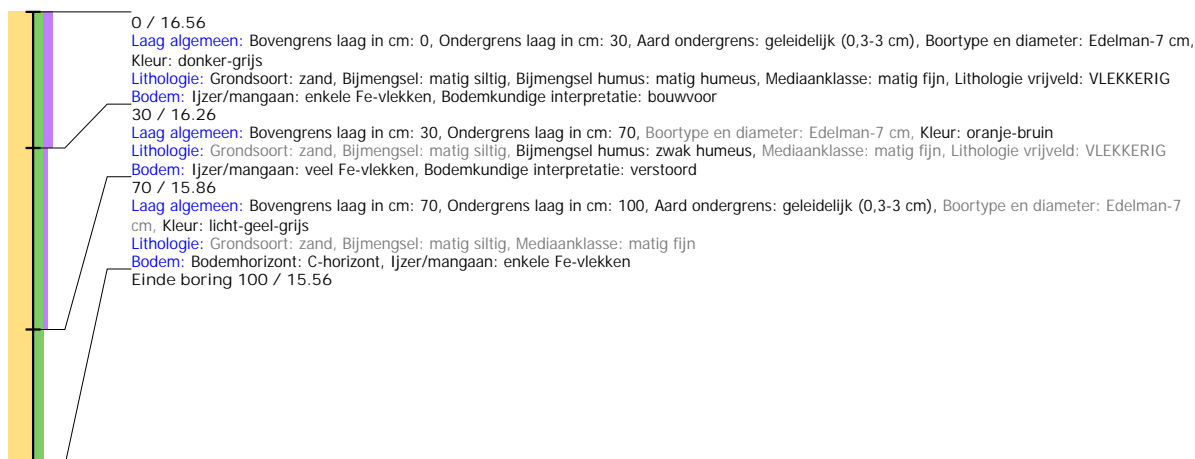 0 / 16.56
Laag algemeen: Bovengrens laag in cm: 0, Ondergrens laag in cm: 30, Aard ondergrens: geleidelijk (0,3-3 cm), Boortype en diameter: Edelman-7 cm,
Kleur: donker-grijs
Lithologie: Grondsoort: zand, Bijmengsel: matig siltig, Bijmengsel humus: matig humeus, Mediaanklasse: matig fijn, Lithologie vrijveld: VLEKKERIG
Bodem: Ijzer/mangaan: enkele Fe-vlekken, Bodemkundige interpretatie: bouwvoor
30 / 16.26
Laag algemeen: Bovengrens laag in cm: 30, Ondergrens laag in cm: 70, Boortype en diameter: Edelman-7 cm, Kleur: oranje-bruin
Lithologie: Grondsoort: zand, Bijmengsel: matig siltig, Bijmengsel humus: zwak humeus, Mediaanklasse: matig fijn, Lithologie vrijveld: VLEKKERIG
Bodem: Ijzer/mangaan: veel Fe-vlekken, Bodemkundige interpretatie: verstoord
70 / 15.86
Laag algemeen: Bovengrens laag in cm: 70, Ondergrens laag in cm: 100, Aard ondergrens: geleidelijk (0,3-3 cm), Boortype en diameter: Edelman-7
cm, Kleur: licht-geel-grijs
Lithologie: Grondsoort: zand, Bijmengsel: matig siltig, Mediaanklasse: matig fijn
Bodem: Bodemhorizont: C-horizont, Ijzer/mangaan: enkele Fe-vlekken
Einde boring 100 / 15.56